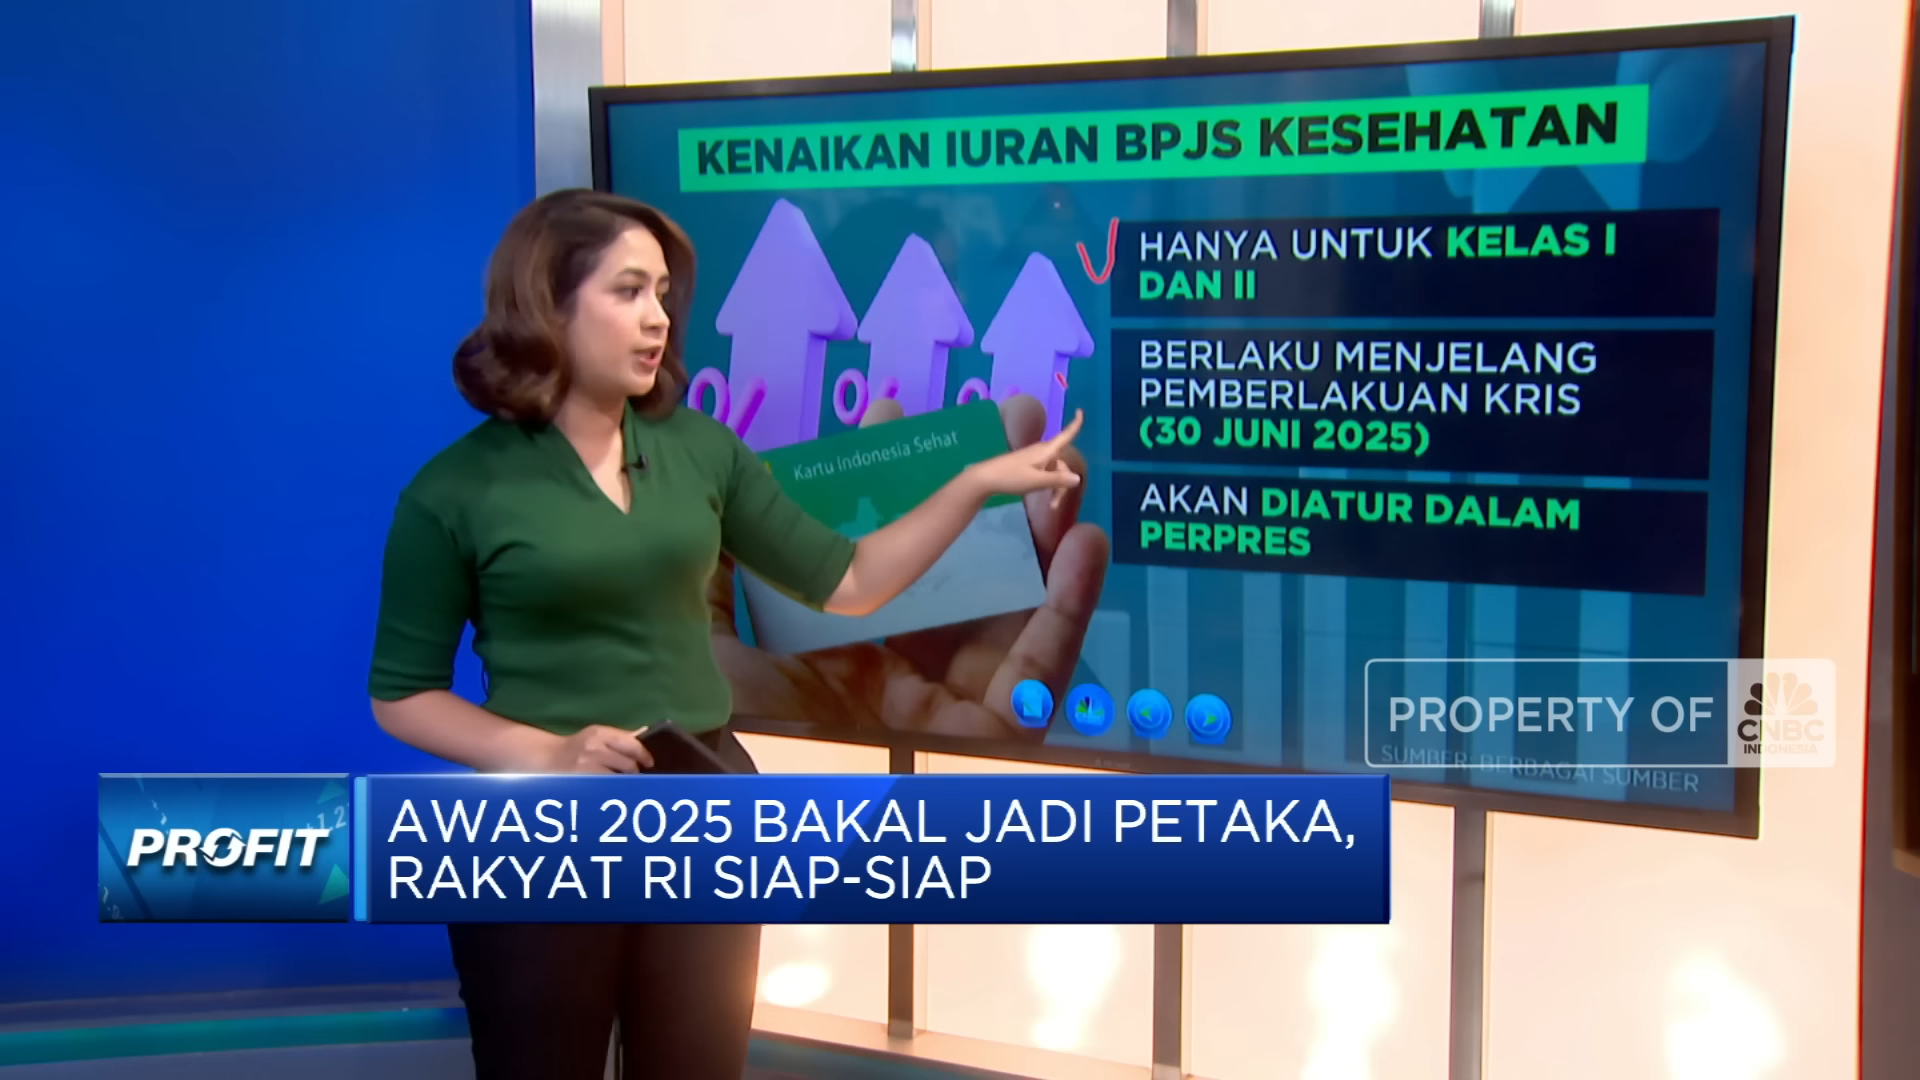 KENAIKAN IURAN BPJS KESEHATAN
HANYA UNTUK KELAS I
DAN II
BERLAKU MENJELANG
PEMBERLAKUAN KRIS
(30 JUNI 2025)
AKAN DIATUR DALAM
PERPRES
Kartu Indonesia Sehat
PROPERTY OF
CNBC
INDONESIA
SUMBER: BERBAGAI SUMBER
PROFIT
AWAS! 2025 BAKAL JADI PETAKA,
RAKYAT RI SIAP-SIAP